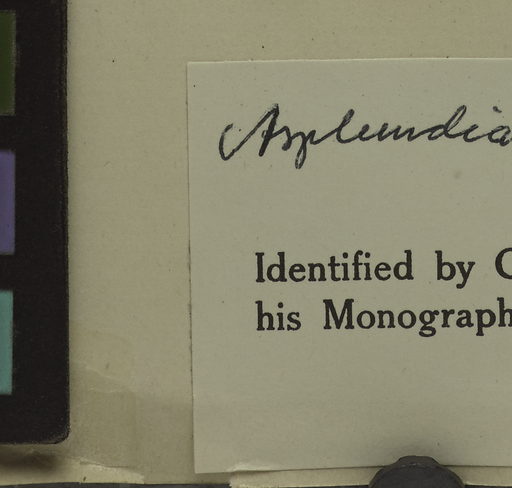 Asplundia
Identified by
his Monograph